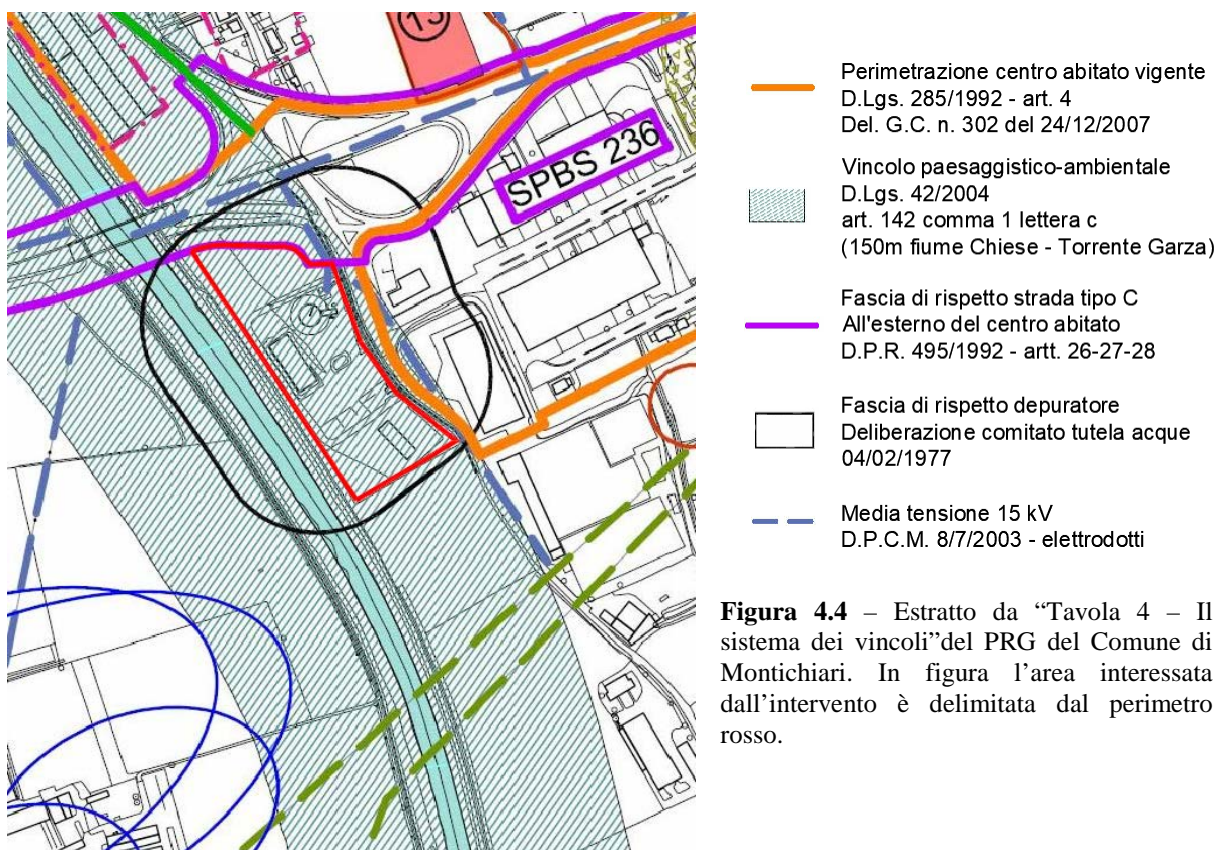 13
SPBS 236
Perimetrazione centro abitato vigente
D.Lgs. 285/1992 - art. 4
Del. G.C. n. 302 del 24/12/2007
Vincolo paesaggistico-ambientale
D.Lgs. 42/2004
art. 142 comma 1 lettera c
(150m fiume Chiese - Torrente Garza)
Fascia di rispetto strada tipo C
All'esterno del centro abitato
D.P.R. 495/1992 - artt. 26-27-28
Fascia di rispetto depuratore
Deliberazione comitato tutela acque
04/02/1977
Media tensione 15 kV
D.P.C.M. 8/7/2003 - elettrodotti
Figura 4.4 – Estratto da “Tavola 4 – Il
sistema dei vincoli”del PRG del Comune di
Montichiari. In figura l’area interessata
dall’intervento è delimitata dal perimetro
rosso.